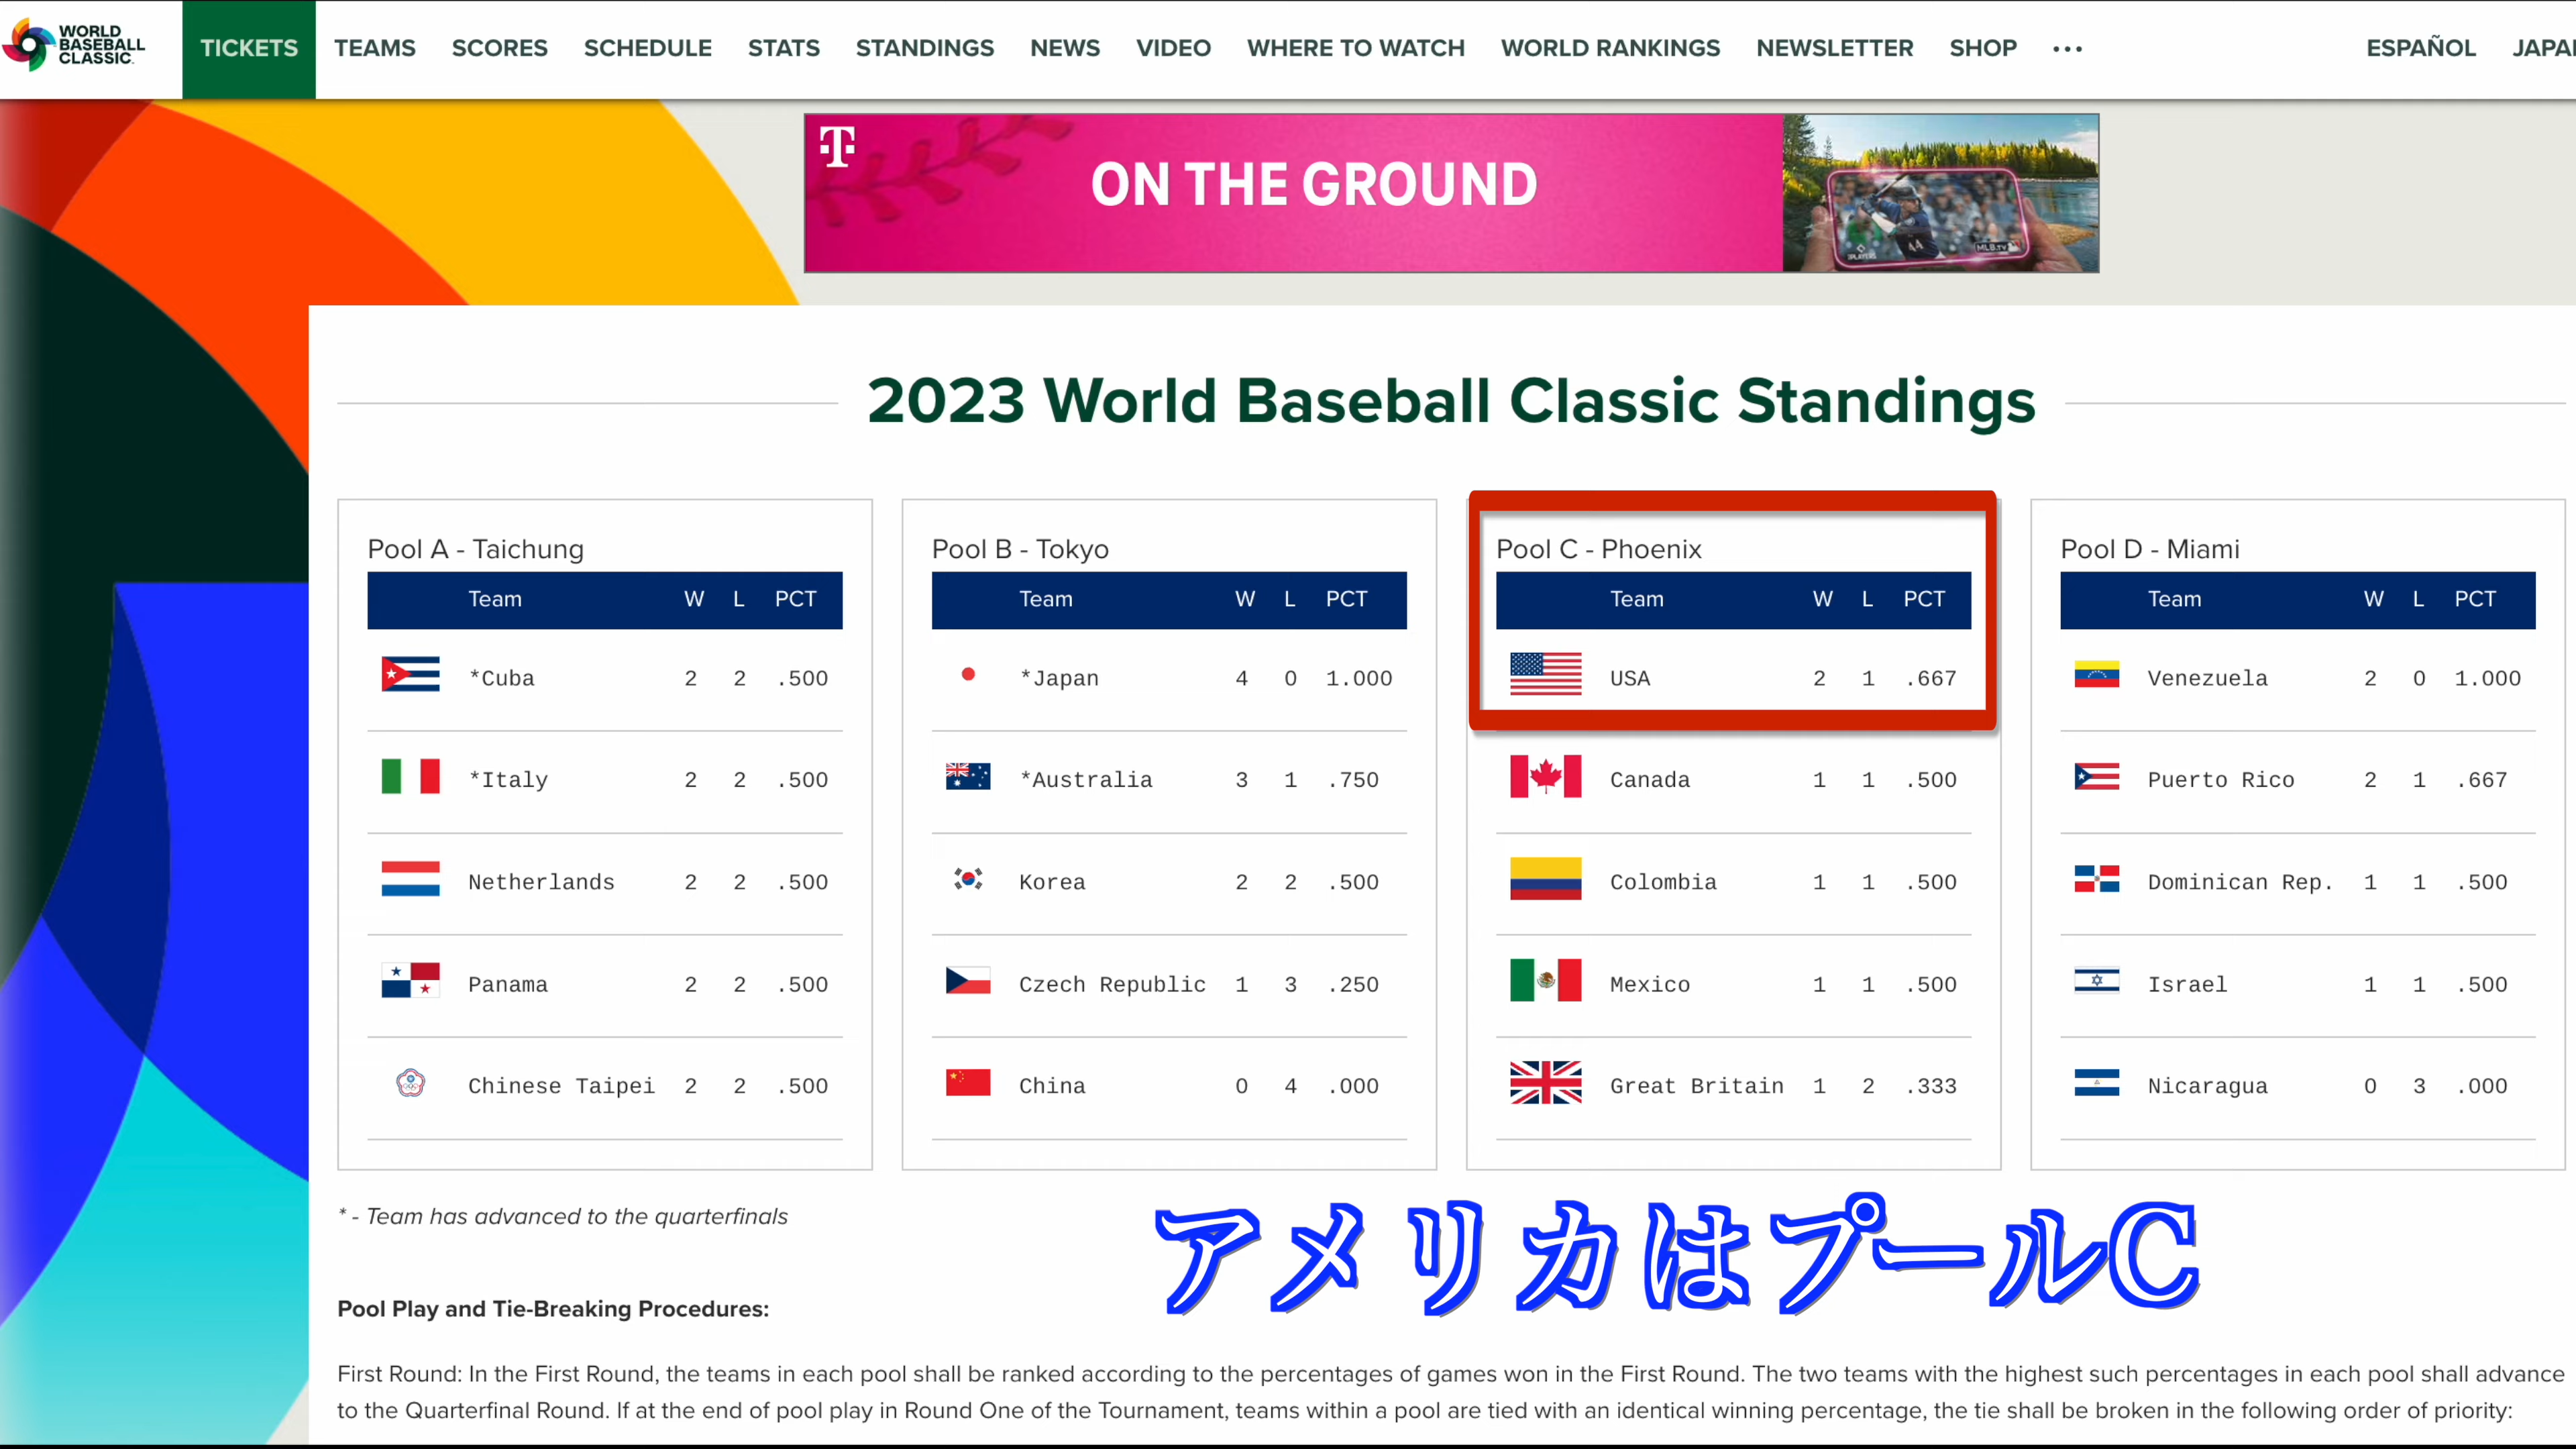 WORLD
BASEBALL
CLASSIC.
TICKETS TEAMS SCORES SCHEDULE STATS STANDINGS NEWS VIDEO WHERE TO WATCH WORLD RANKINGS NEWSLETTER SHOP ••• ESPAÑOL JAPA
T ON THE GROUND
44 MLB.TV
2023 World Baseball Classic Standings
Pool A - Taichung
Team W L PCT
*Cuba 2 2 .500
*Italy 2 2 .500
Netherlands 2 2 .500
Panama 2 2 .500
Chinese Taipei 2 2 .500
Pool B - Tokyo
Team W L PCT
*Japan 4 0 1.000
*Australia 3 1 .750
Korea 2 2 .500
Czech Republic 1 3 .250
China 0 4 .000
Pool C - Phoenix
Team W L PCT
USA 2 1 .667
Canada 1 1 .500
Colombia 1 1 .500
Mexico 1 1 .500
Great Britain 1 2 .333
Pool D - Miami
Team W L PCT
Venezuela 2 0 1.000
Puerto Rico 2 1 .667
Dominican Rep. 1 1 .500
Israel 1 1 .500
Nicaragua 0 3 .000
* - Team has advanced to the quarterfinals
アメリカはプールC
Pool Play and Tie-Breaking Procedures:
First Round: In the First Round, the teams in each pool shall be ranked according to the percentages of games won in the First Round. The two teams with the highest such percentages in each pool shall advance
to the Quarterfinal Round. If at the end of pool play in Round One of the Tournament, teams within a pool are tied with an identical winning percentage, the tie shall be broken in the following order of priority: